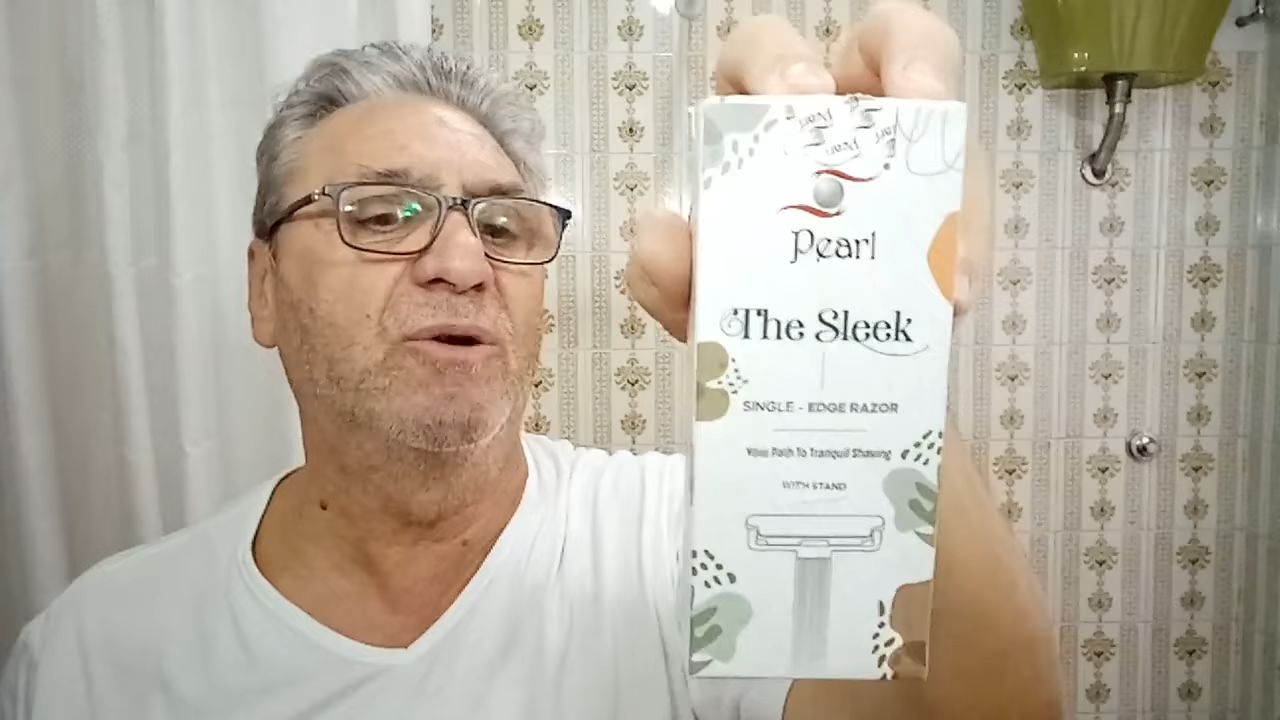 Pearl
The Sleek
SINGLE - EDGE RAZOR
Your Path To Tranquil Shaving
WITH STAND